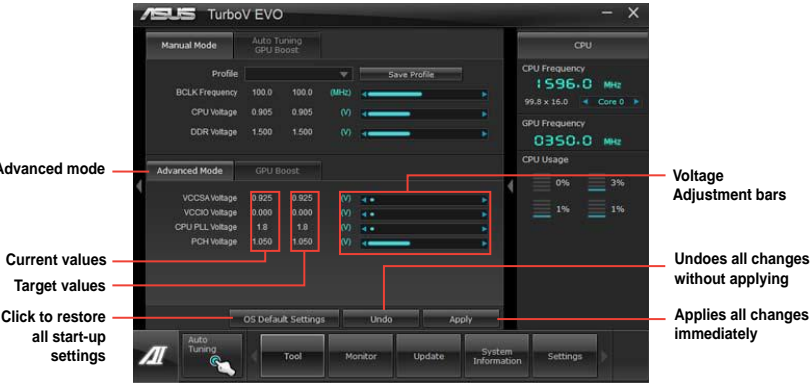 ASUS TurboV EVO
Manual Mode
Auto Tuning
GPU Boost
CPU
Profile
Save Profile
BCLK Frequency 100.0 100.0 (MHz)
CPU Voltage 0.905 0.905 (V)
DDR Voltage 1.500 1.500 (V)
CPU Frequency
1596.0 MHz
99.8 x 16.0 Core 0
GPU Frequency
0350.0 MHz
CPU Usage
0% 3%
1% 1%
Advanced mode
Advanced Mode
GPU Boost
VCCSA Voltage 0.925 0.925 (V)
VCCIO Voltage 0.000 0.000 (V)
CPU PLL Voltage 1.8 1.8 (V)
PCH Voltage 1.050 1.050 (V)
Voltage
Adjustment bars
Current values
Target values
Click to restore
all start-up
settings
Undoes all changes
without applying
Applies all changes
immediately
OS Default Settings
Undo
Apply
AI
Auto
Tuning
Tool
Monitor
Update
System
Information
Settings